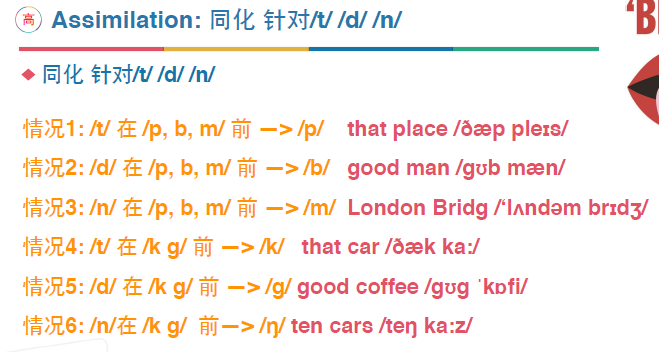 高 Assimilation: 同化 针对/t/ /d/ /n/
同化 针对/t/ /d/ /n/
情况1: /t/ 在 /p, b, m/ 前 —> /p/ that place /ðæp pleɪs/
情况2: /d/ 在 /p, b, m/ 前 —> /b/ good man /gʊb mæn/
情况3: /n/ 在 /p, b, m/ 前 —> /m/ London Bridg /‘lʌndəm brɪdʒ/
情况4: /t/ 在 /k g/ 前 —> /k/ that car /ðæk ka:/
情况5: /d/ 在 /k g/ 前 —> /g/ good coffee /gʊg ˈkɒfi/
情况6: /n/在 /k g/ 前—> /ŋ/ ten cars /teŋ ka:z/